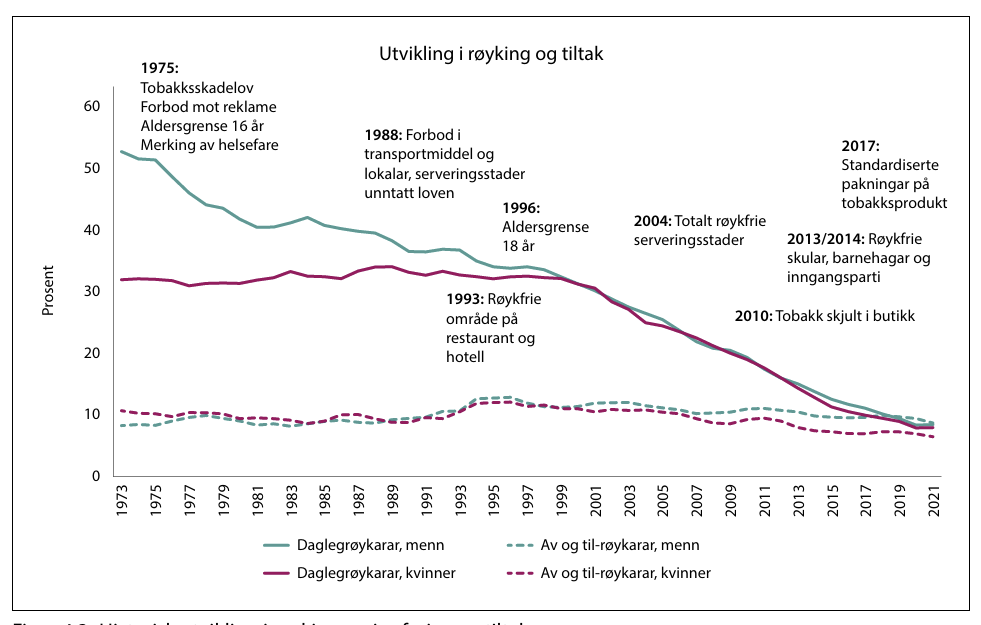 Utvikling i røyking og tiltak
1975:
Tobakksskadelov
Forbod mot reklame
Aldersgrense 16 år
Merking av helsefare
1988: Forbod i
transportmiddel og
lokalar, serveringsstader
unntatt loven
1996:
Aldersgrense
18 år
1993: Røykfrie
område på
restaurant og
hotell
2004: Totalt røykfrie
serveringsstader
2017:
Standardiserte
pakningar på
tobakksprodukt
2013/2014: Røykfrie
skular, barnehagar og
inngangsparti
2010: Tobakk skjult i butikk
Prosent
60
50
40
30
20
10
0
1973
1975
1977
1979
1981
1983
1985
1987
1989
1991
1993
1995
1997
1999
2001
2003
2005
2007
2009
2011
2013
2015
2017
2019
2021
Daglegrøykarar, menn
Av og til-røykarar, menn
Daglegrøykarar, kvinner
Av og til-røykarar, kvinner